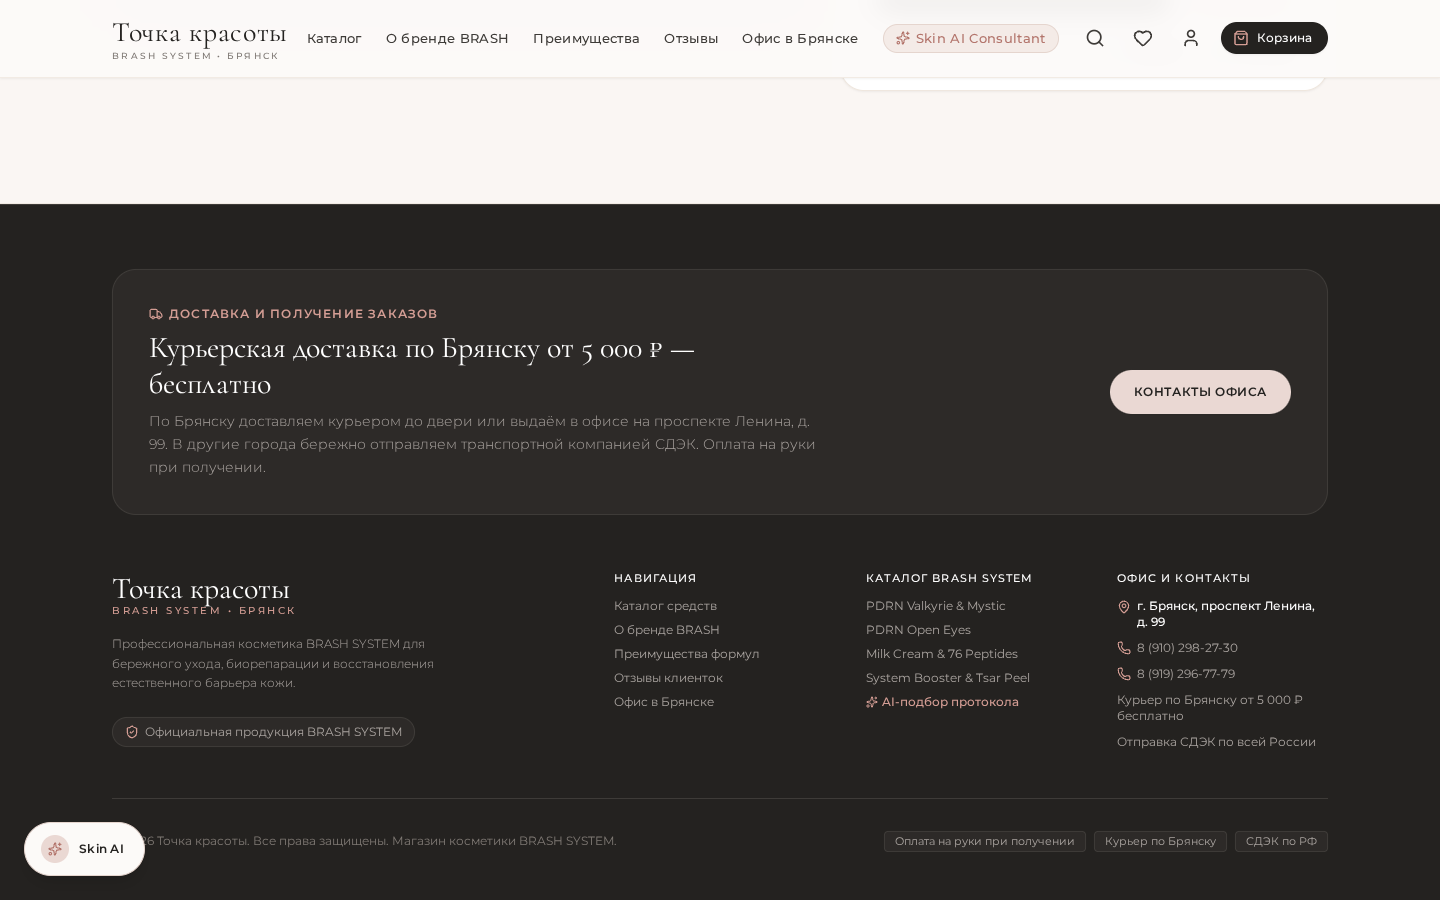 Точка красоты
BRASH SYSTEM • БРЯНСК
Каталог
О бренде BRASH
Преимущества
Отзывы
Офис в Брянске
Skin AI Consultant
Корзина
ДОСТАВКА И ПОЛУЧЕНИЕ ЗАКАЗОВ
Курьерская доставка по Брянску от 5 000 ₽ —
бесплатно
По Брянску доставляем курьером до двери или выдаём в офисе на проспекте Ленина, д.
99. В другие города бережно отправляем транспортной компанией СДЭК. Оплата на руки
при получении.
КОНТАКТЫ ОФИСА
Точка красоты
BRASH SYSTEM • БРЯНСК
Профессиональная косметика BRASH SYSTEM для
бережного ухода, биорепарации и восстановления
естественного барьера кожи.
Официальная продукция BRASH SYSTEM
НАВИГАЦИЯ
Каталог средств
О бренде BRASH
Преимущества формул
Отзывы клиенток
Офис в Брянске
КАТАЛОГ BRASH SYSTEM
PDRN Valkyrie & Mystic
PDRN Open Eyes
Milk Cream & 76 Peptides
System Booster & Tsar Peel
AI-подбор протокола
ОФИС И КОНТАКТЫ
г. Брянск, проспект Ленина,
д. 99
8 (910) 298-27-30
8 (919) 296-77-79
Курьер по Брянску от 5 000 ₽
бесплатно
Отправка СДЭК по всей России
Skin AI
Точка красоты. Все права защищены. Магазин косметики BRASH SYSTEM.
Оплата на руки при получении
Курьер по Брянску
СДЭК по РФ